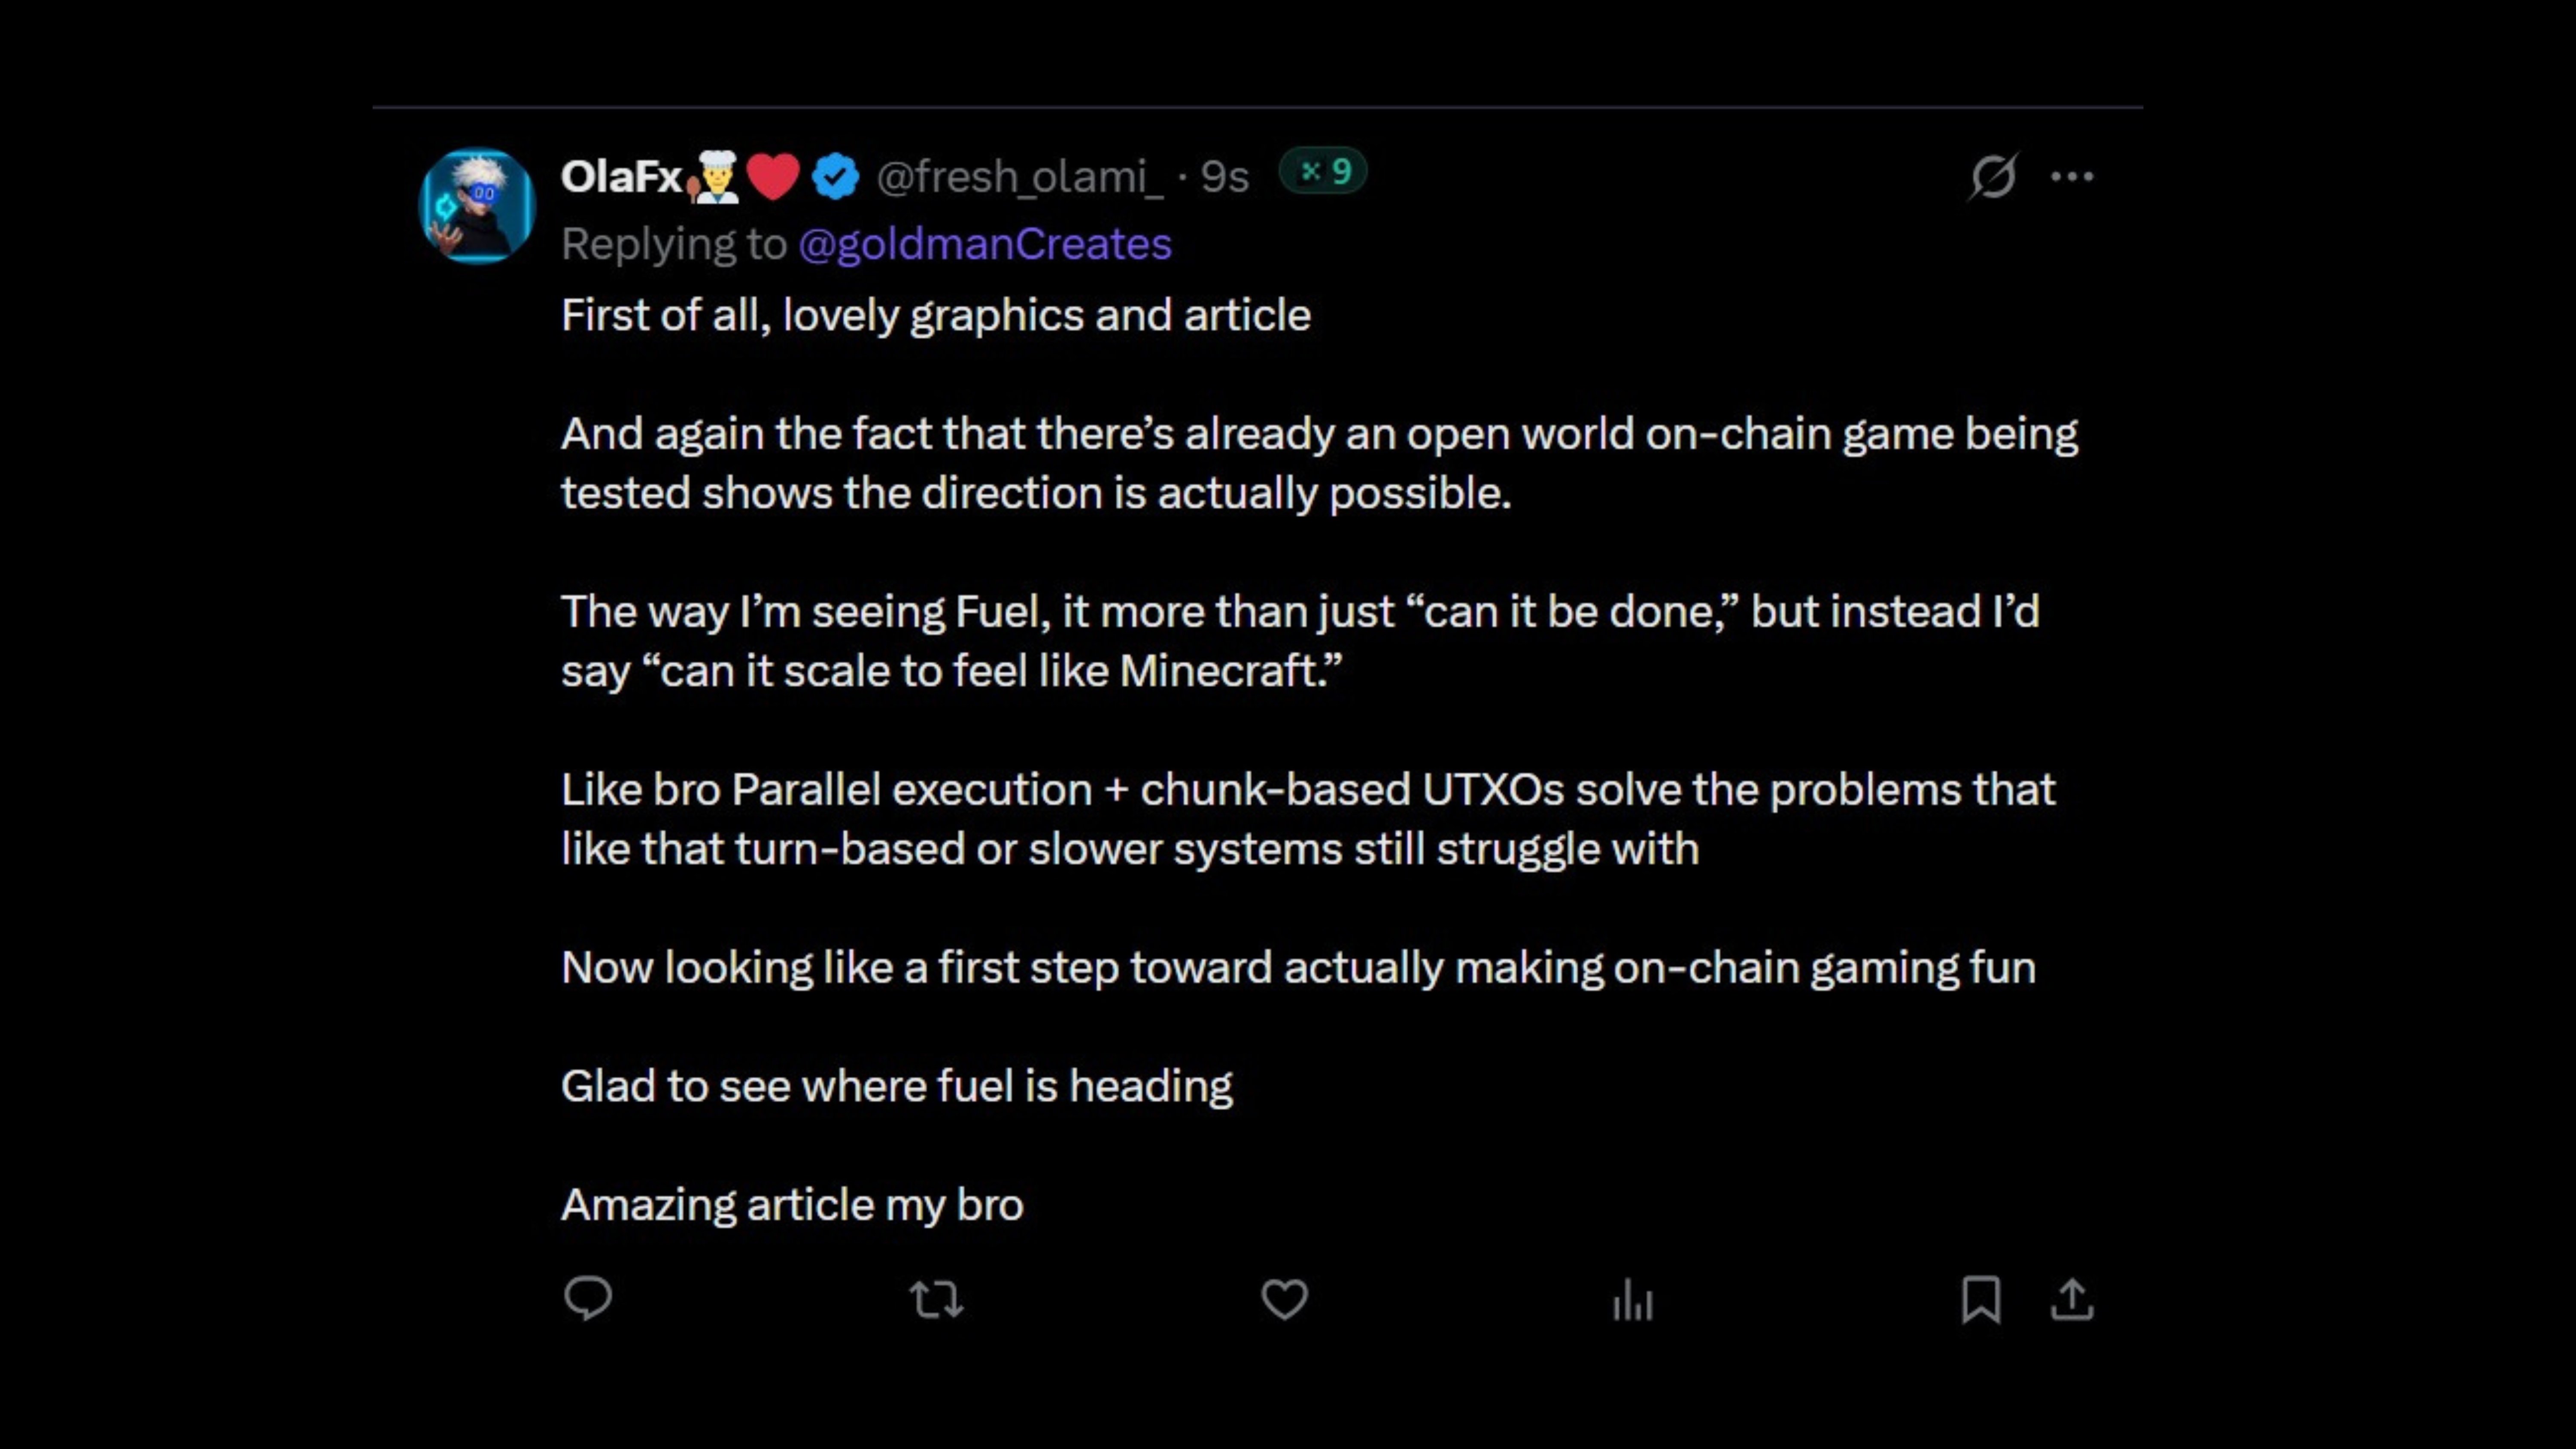 OlaFx👨‍🍳❤️ @fresh_olami_ · 9s 9
Replying to @goldmanCreates
First of all, lovely graphics and article
And again the fact that there’s already an open world on-chain game being
tested shows the direction is actually possible.
The way I’m seeing Fuel, it more than just “can it be done,” but instead I’d
say “can it scale to feel like Minecraft.”
Like bro Parallel execution + chunk-based UTXOs solve the problems that
like that turn-based or slower systems still struggle with
Now looking like a first step toward actually making on-chain gaming fun
Glad to see where fuel is heading
Amazing article my bro